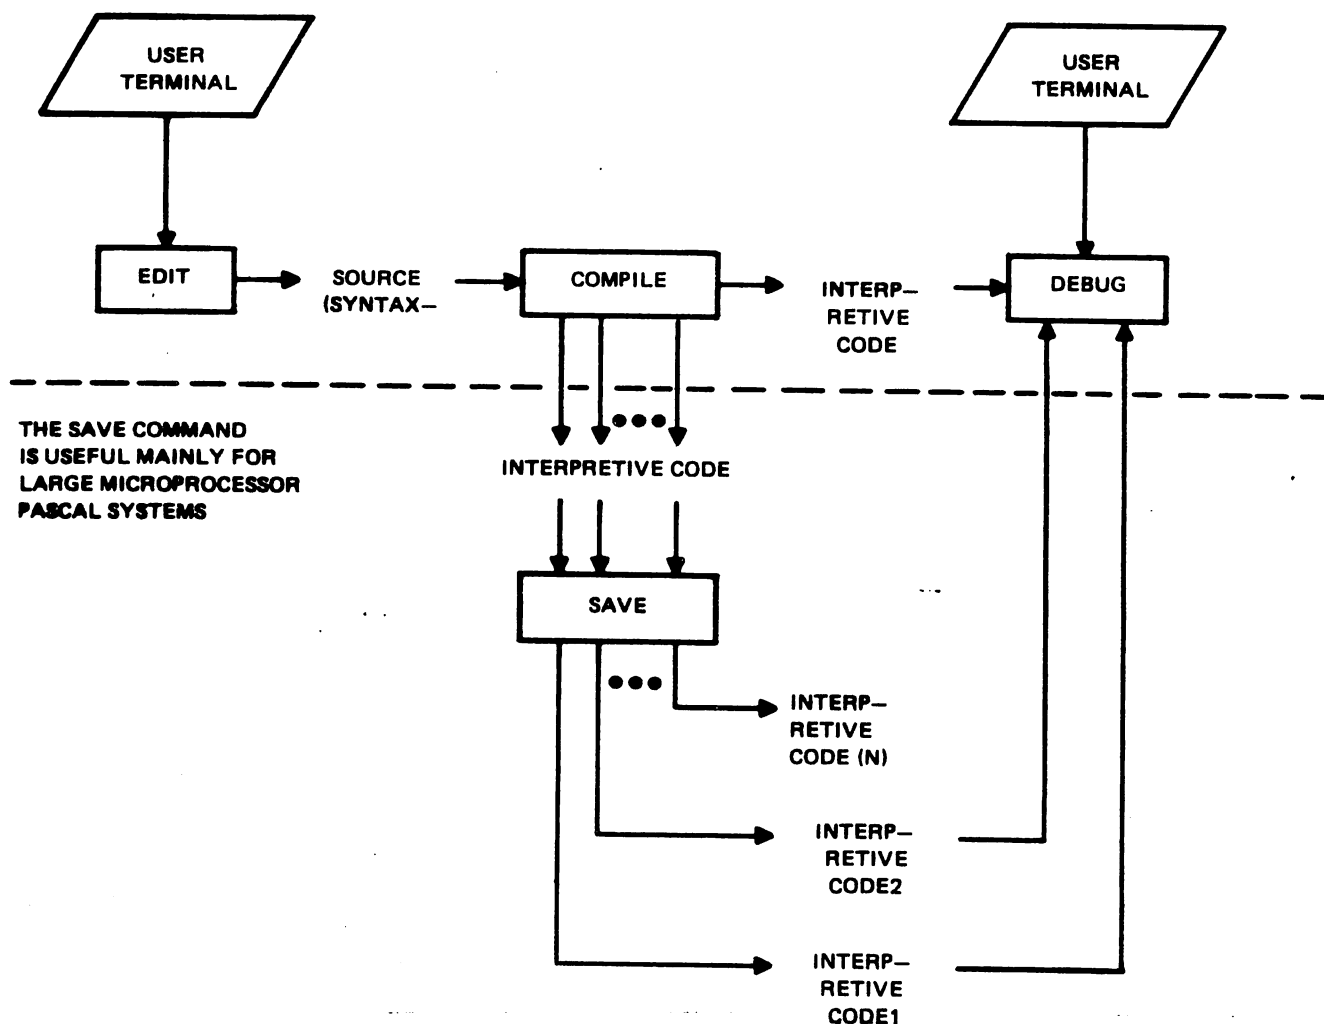 USER
TERMINAL
USER
TERMINAL
EDIT
SOURCE
(SYNTAX—
COMPILE
INTERP—
RETIVE
CODE
DEBUG
THE SAVE COMMAND
IS USEFUL MAINLY FOR
LARGE MICROPROCESSOR
PASCAL SYSTEMS
INTERPRETIVE CODE
SAVE
INTERP—
RETIVE
CODE (N)
INTERP—
RETIVE
CODE2
INTERP—
RETIVE
CODE1